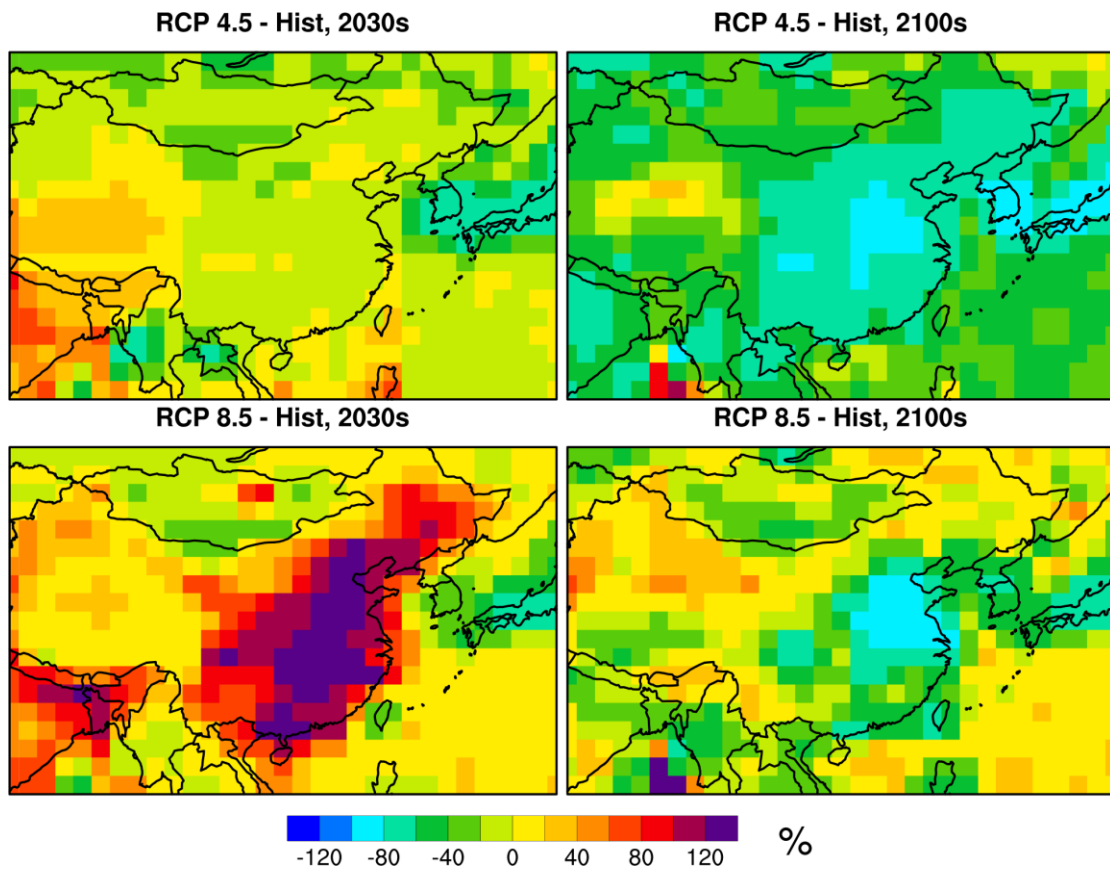 RCP 4.5 - Hist, 2030s
RCP 4.5 - Hist, 2100s
RCP 8.5 - Hist, 2030s
RCP 8.5 - Hist, 2100s
-120 -80 -40 0 40 80 120 %